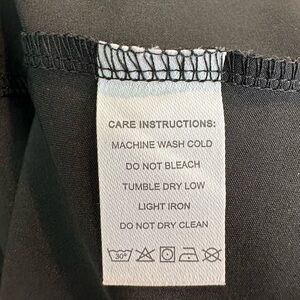 CARE INSTRUCTIONS:
MACHINE WASH COLD
DO NOT BLEACH
TUMBLE DRY LOW
LIGHT IRON
DO NOT DRY CLEAN
30°